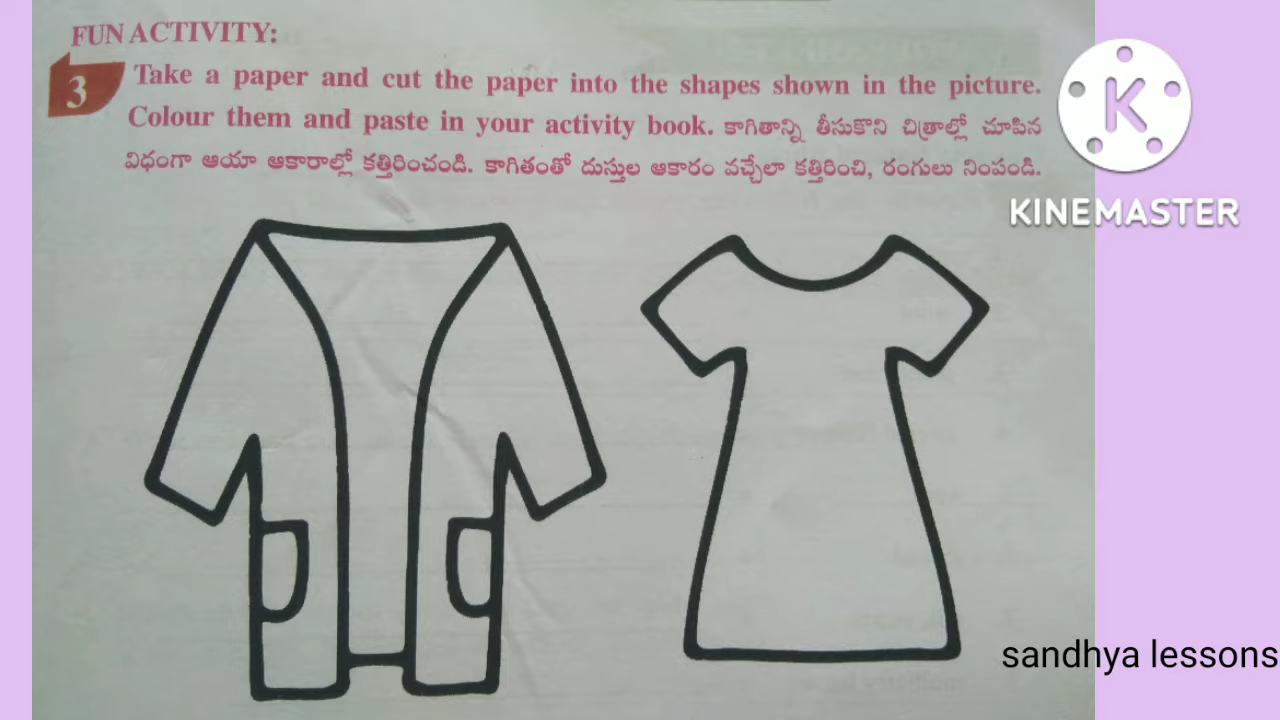 FUN ACTIVITY:
3
Take a paper and cut the paper into the shapes shown in the picture.
Colour them and paste in your activity book. కాగితాన్ని తీసుకొని చిత్రాల్లో చూపిన
విధంగా ఆయా ఆకారాల్లో కత్తిరించండి. కాగితంతో దుస్తుల ఆకారం వచ్చేలా కత్తిరించి, రంగులు నింపండి.
K
KINEMASTER
sandhya lessons